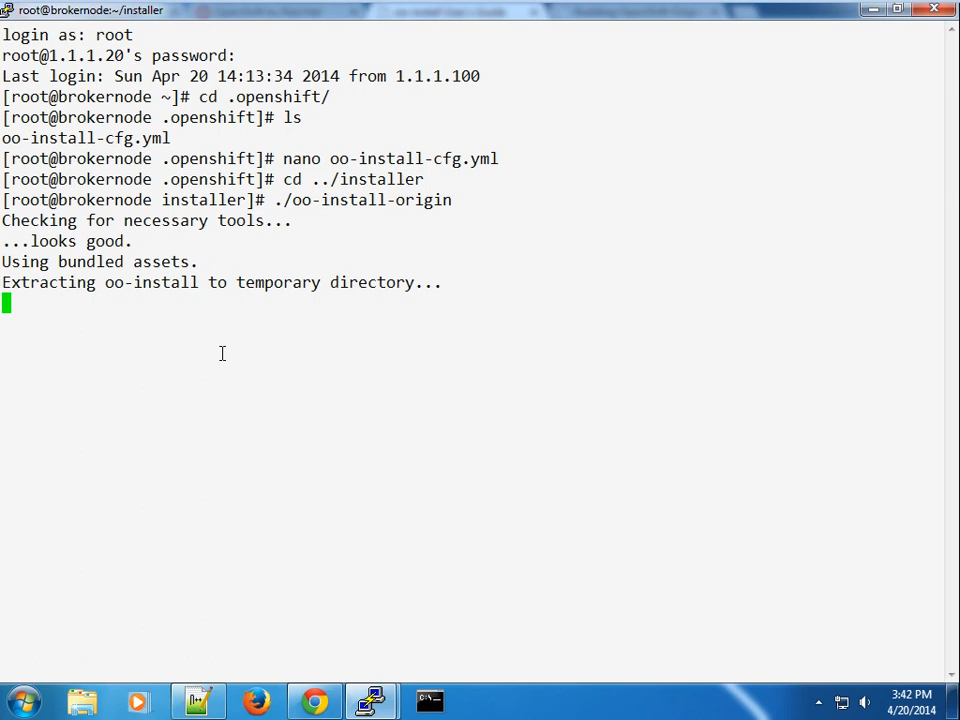 root@brokernode:~/installer
login as: root
root@1.1.1.20's password:
Last login: Sun Apr 20 14:13:34 2014 from 1.1.1.100
[root@brokernode ~]# cd .openshift/
[root@brokernode .openshift]# ls
oo-install-cfg.yml
[root@brokernode .openshift]# nano oo-install-cfg.yml
[root@brokernode .openshift]# cd ../installer
[root@brokernode installer]# ./oo-install-origin
Checking for necessary tools...
...looks good.
Using bundled assets.
Extracting oo-install to temporary directory...
3:42 PM
4/20/2014